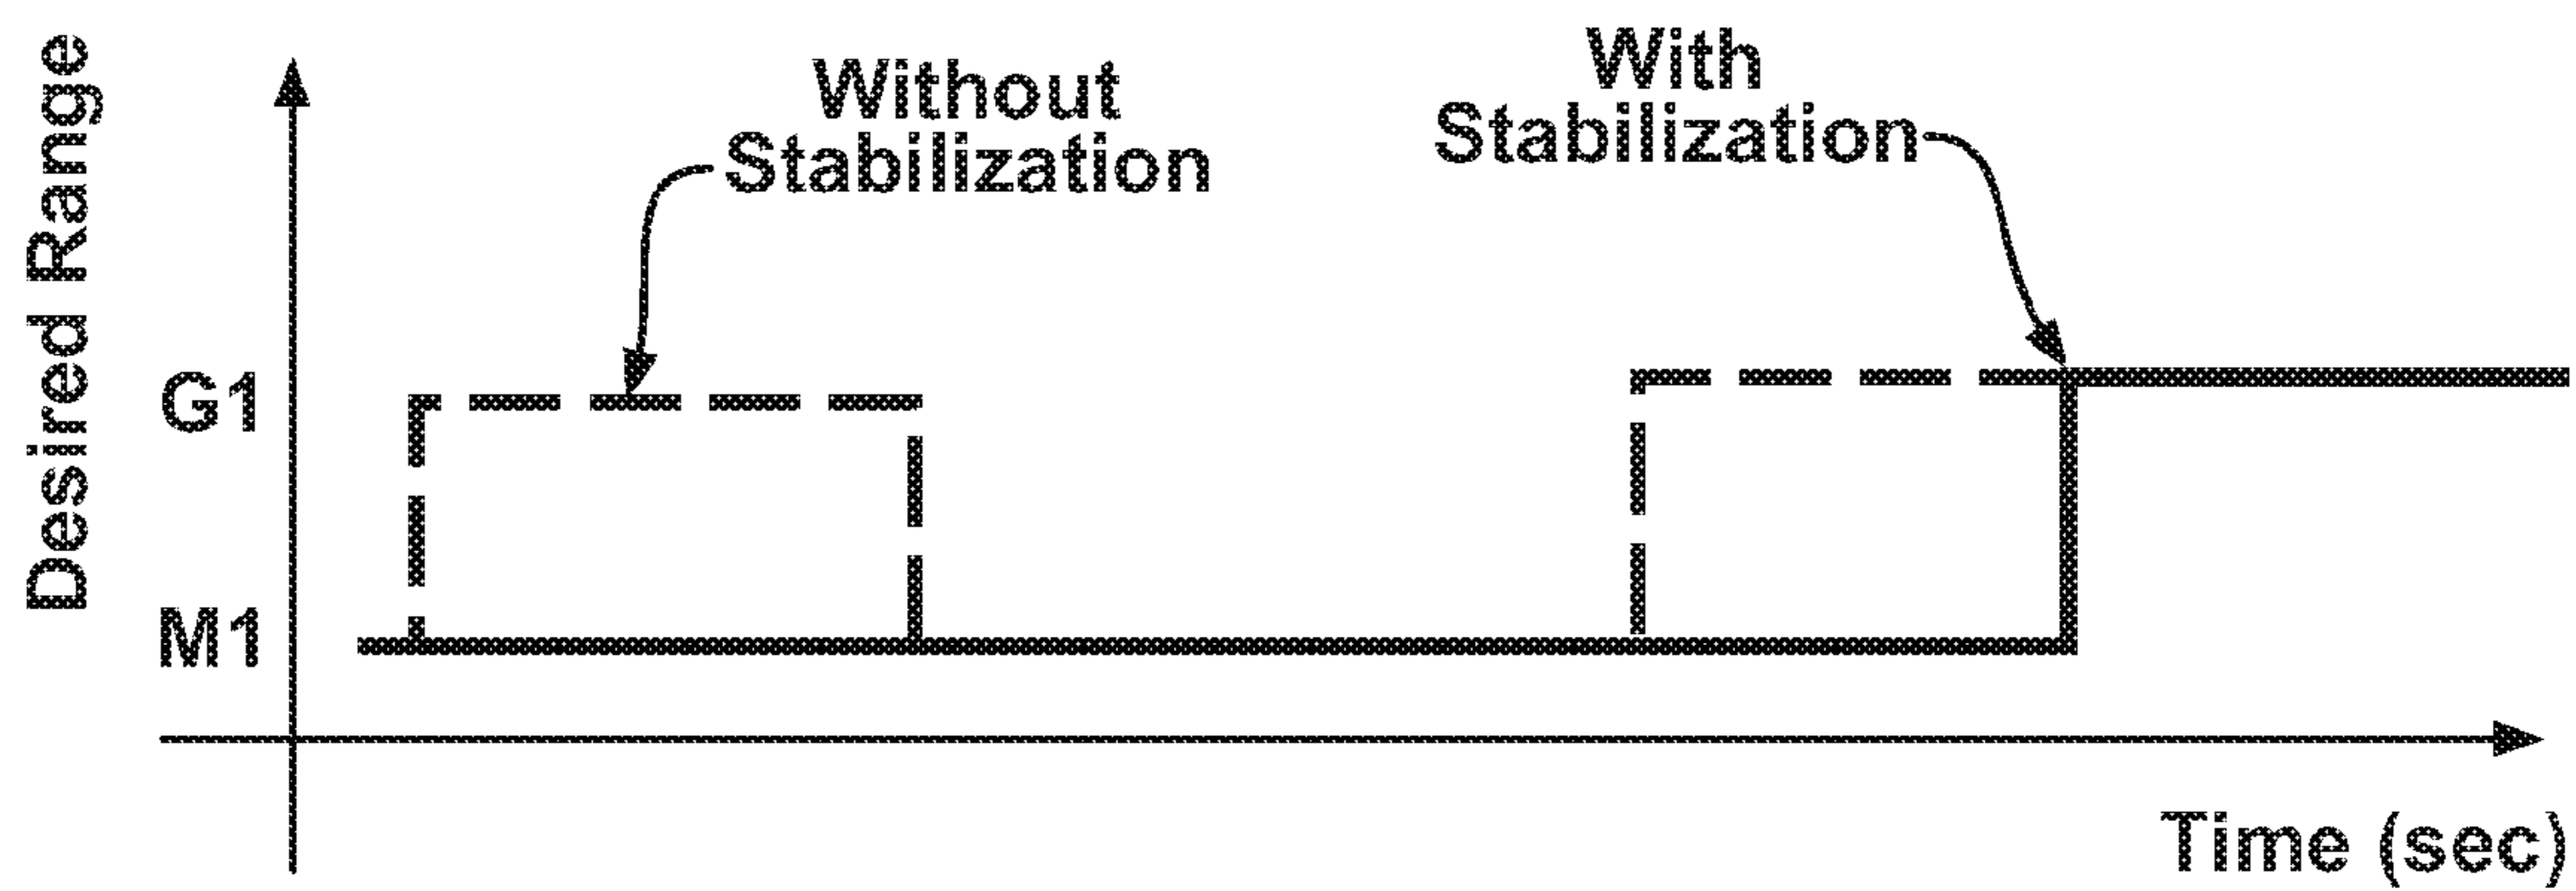 Desired Range
Without
Stabilization
With
Stabilization
G1
M1
Time (sec)